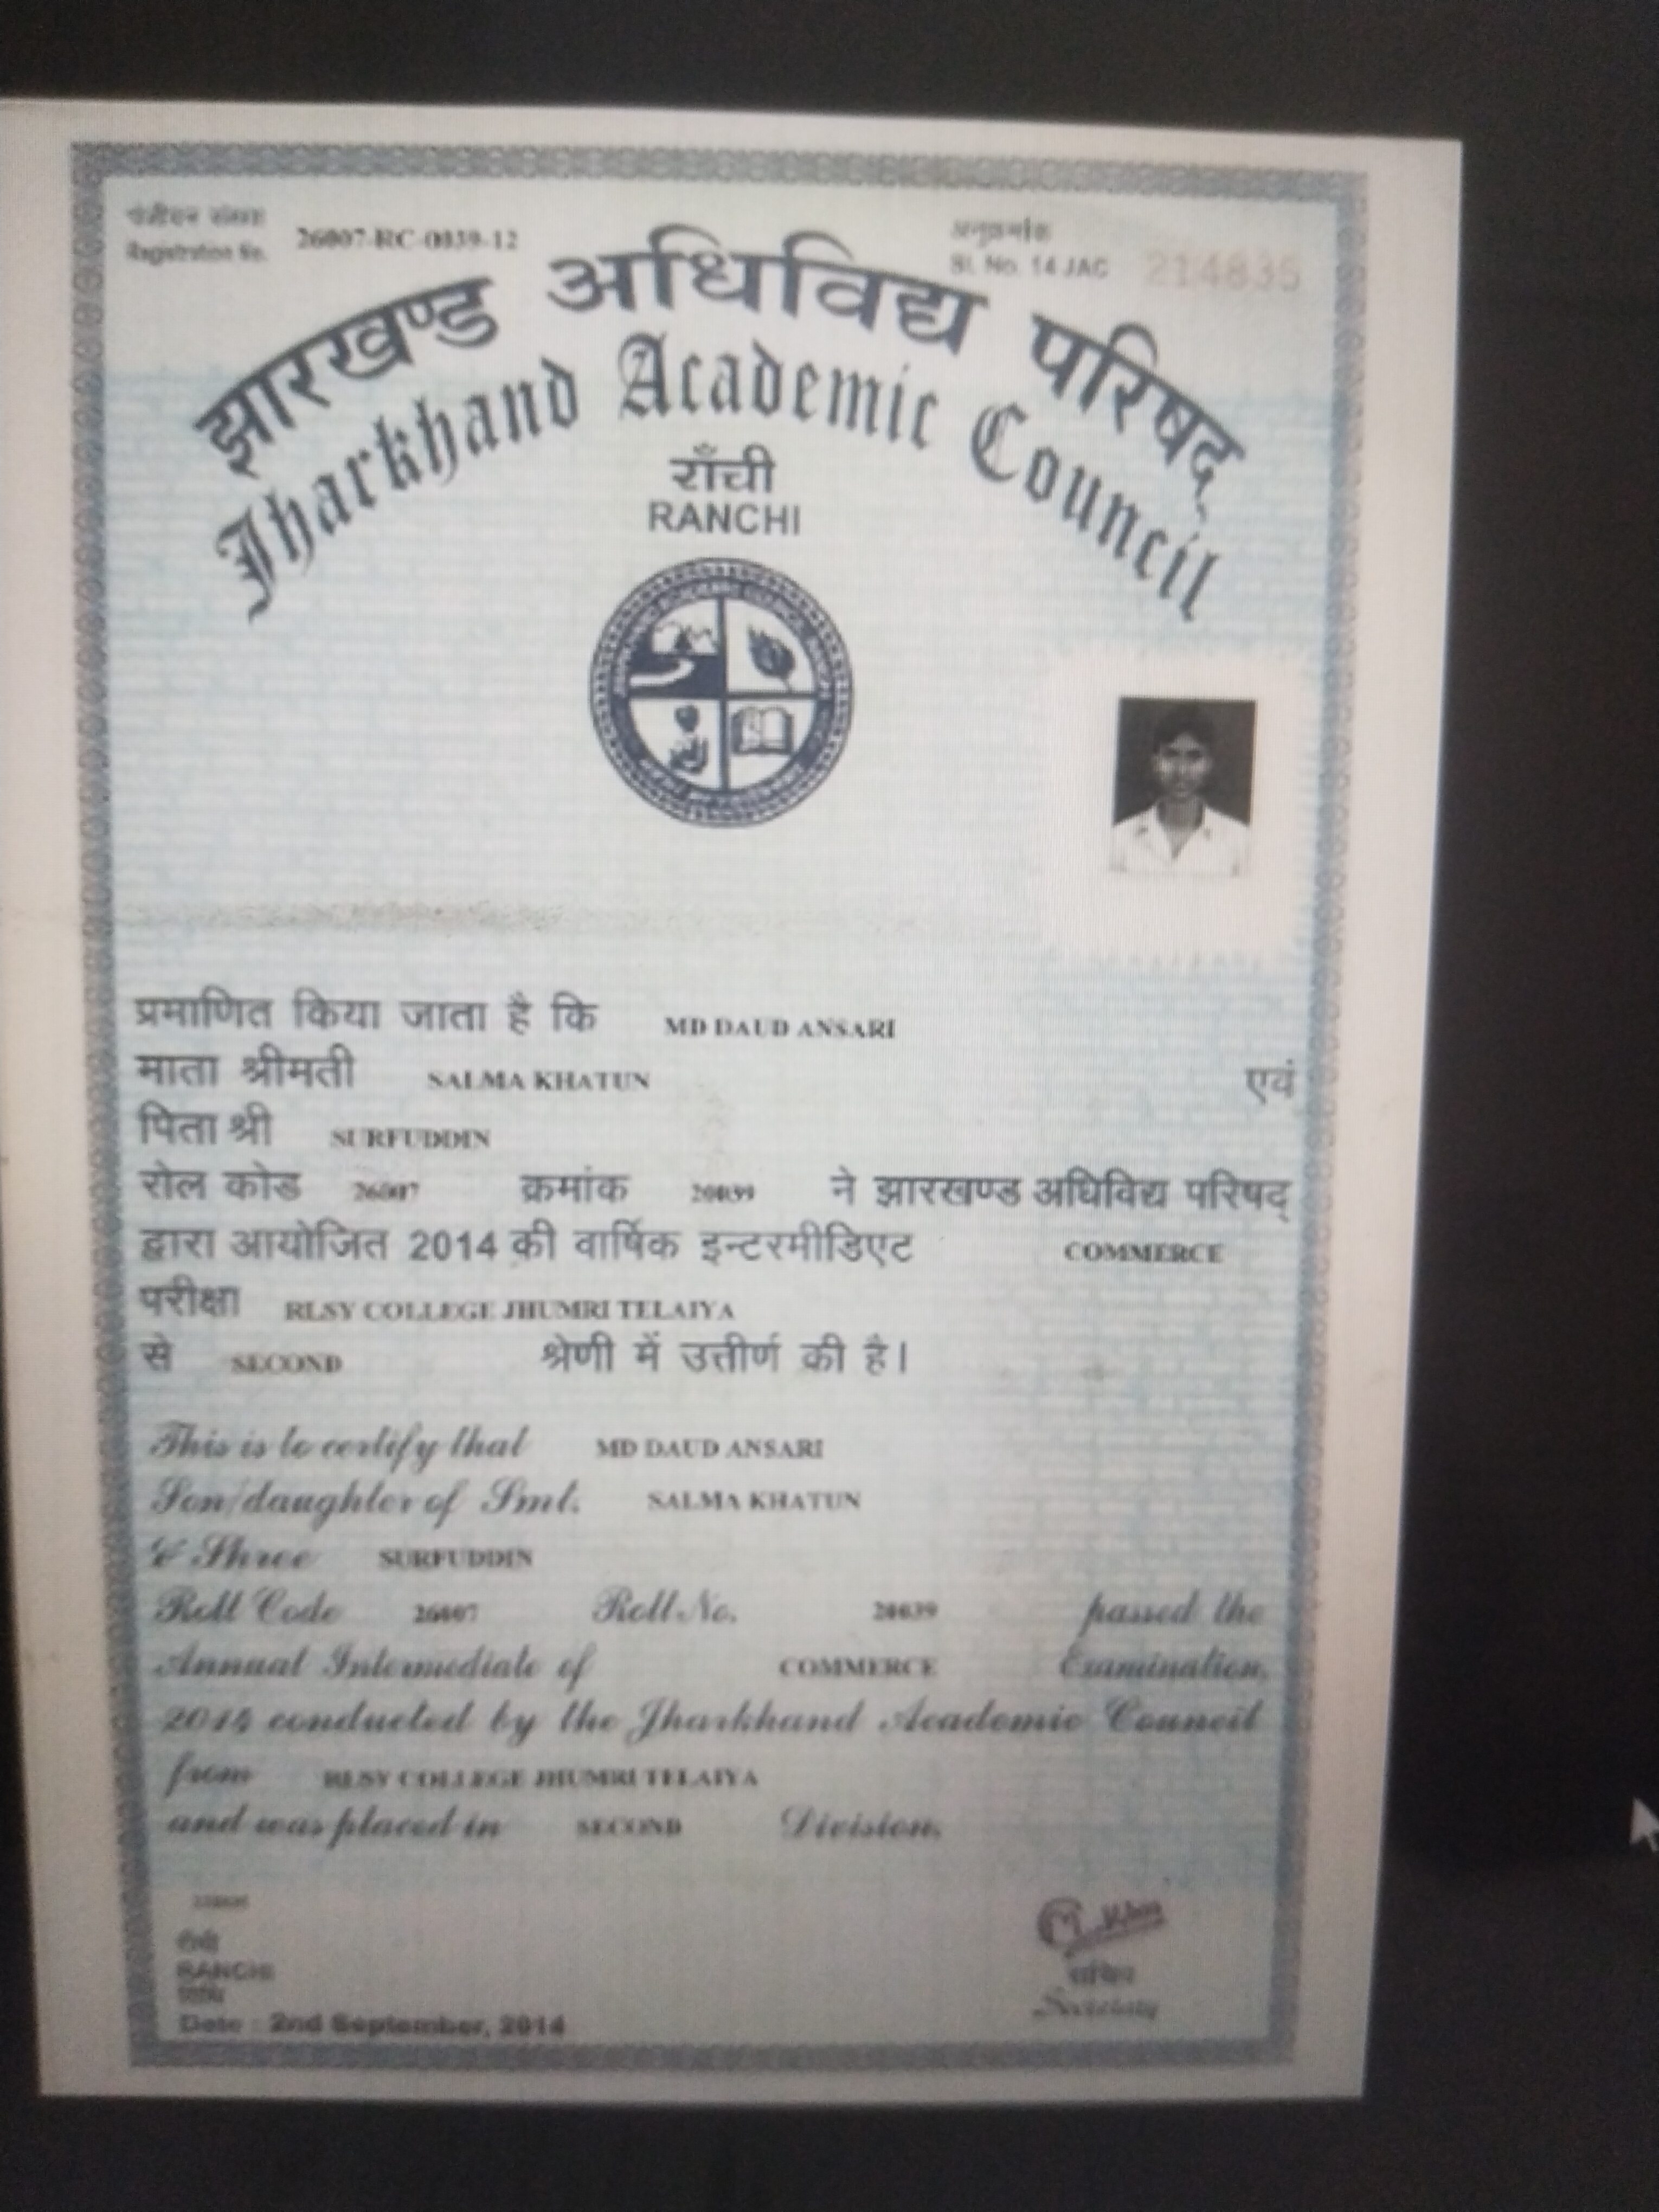 पंजीयन संख्या
Registration No. 26007-RC-0039-12
अनुक्रमांक
Sl. No. 14 JAC 214835
झारखण्ड अधिविद्य परिषद्
Jharkhand Academic Council
राँची
RANCHI
प्रमाणित किया जाता है कि MD DAUD ANSARI
माता श्रीमती SALMA KHATUN एवं
पिता श्री SURFUDDIN
रोल कोड 26007 क्रमांक 20039 ने झारखण्ड अधिविद्य परिषद्
द्वारा आयोजित 2014 की वार्षिक इन्टरमीडिएट COMMERCE
परीक्षा RLSY COLLEGE JHUMRI TELAIYA
से SECOND श्रेणी में उत्तीर्ण की है।
This is to certify that MD DAUD ANSARI
Son/daughter of Smt. SALMA KHATUN
& Shree SURFUDDIN
Roll Code 26007 Roll No. 20039 passed the
Annual Intermediate of COMMERCE Examination,
2014 conducted by the Jharkhand Academic Council
from RLSY COLLEGE JHUMRI TELAIYA
and was placed in SECOND Division.
राँची
RANCHI
Date : 2nd September, 2014
सचिव
Secretary